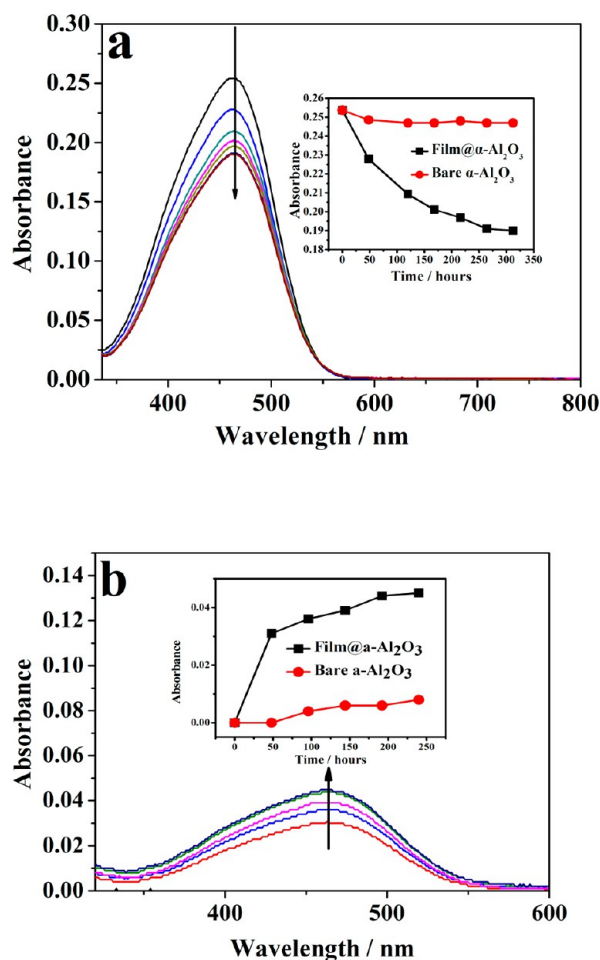 a
0.30
0.25
0.20
0.15
0.10
0.05
0.00
Absorbance
400 500 600 700 800
Wavelength / nm
0.26
0.25
0.24
0.23
0.22
0.21
0.20
0.19
0.18
Absorbance
Film@α-Al2O3
Bare α-Al2O3
0 50 100 150 200 250 300 350
Time / hours
b
0.14
0.12
0.10
0.08
0.06
0.04
0.02
0.00
Absorbance
400 500 600
Wavelength / nm
0.04
0.02
0.00
Absorbance
Film@a-Al2O3
Bare a-Al2O3
0 50 100 150 200 250
Time / hours